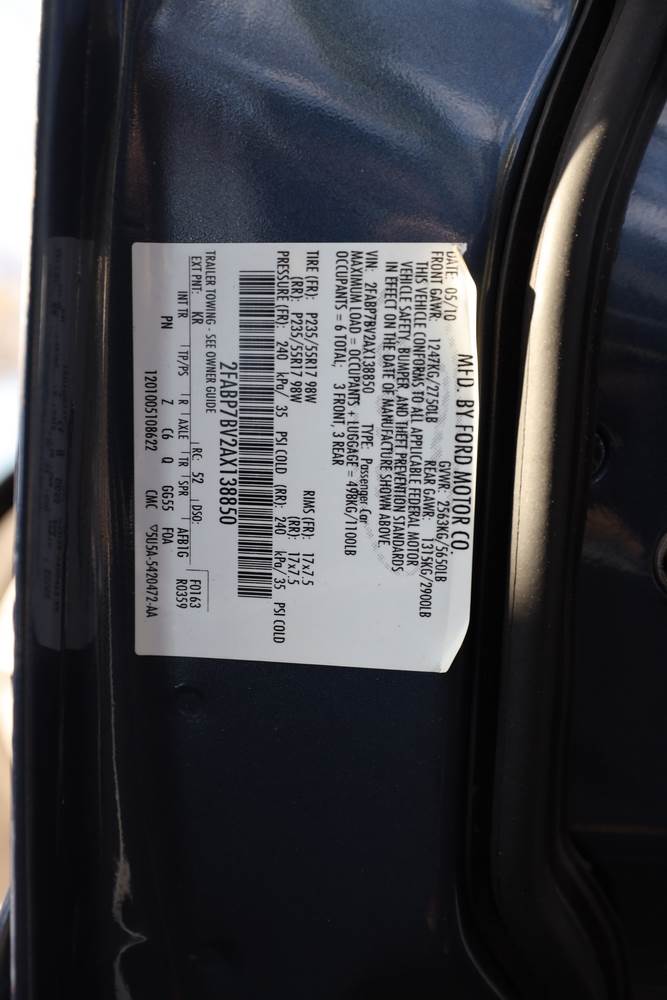 MFD. BY FORD MOTOR CO.
DATE: 05/10 GVWR: 2563KG/5650LB
FRONT GAWR: 1247KG/2750LB REAR GAWR: 1315KG/2900LB
THIS VEHICLE CONFORMS TO ALL APPLICABLE FEDERAL MOTOR
VEHICLE SAFETY, BUMPER, AND THEFT PREVENTION STANDARDS
IN EFFECT ON THE DATE OF MANUFACTURE SHOWN ABOVE
VIN: 2FABP7BV2AX138850 TYPE: Passenger Car
MAXIMUM LOAD = OCCUPANTS + LUGGAGE = 498KG/1100LB
OCCUPANTS = 6 TOTAL; 3 FRONT, 3 REAR
TIRE (FR): P235/55R17 98W RIMS (FR): 17x7.5
(RR): P235/55R17 98W (RR): 17x7.5
PRESSURE (FR): 240 kPa/ 35 PSI COLD (RR): 240 kPa/ 35 PSI COLD
2FABP7BV2AX138850
TRAILER TOWING - SEE OWNER GUIDE
EXT PNT: KR RC: 52 DSO: F0163
INT TR TP/PS R AXLE TR SPR AEB1G R0359
PN Z C6 Q GG55 FDA
1201005108622 CMC 5U5A-5420472-AA